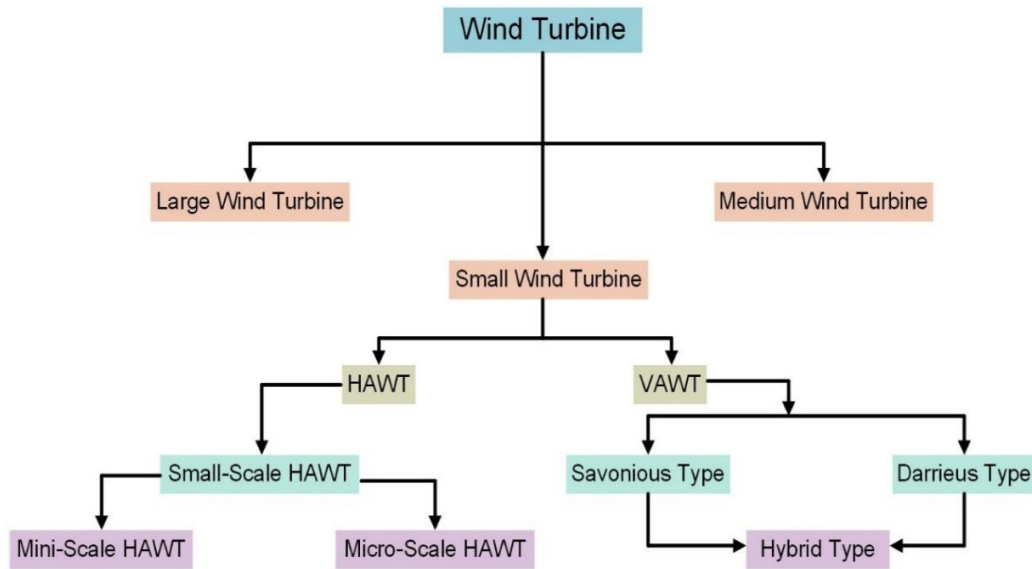 Wind Turbine
Large Wind Turbine
Medium Wind Turbine
Small Wind Turbine
HAWT
VAWT
Small-Scale HAWT
Savonious Type
Darrieus Type
Mini-Scale HAWT
Micro-Scale HAWT
Hybrid Type